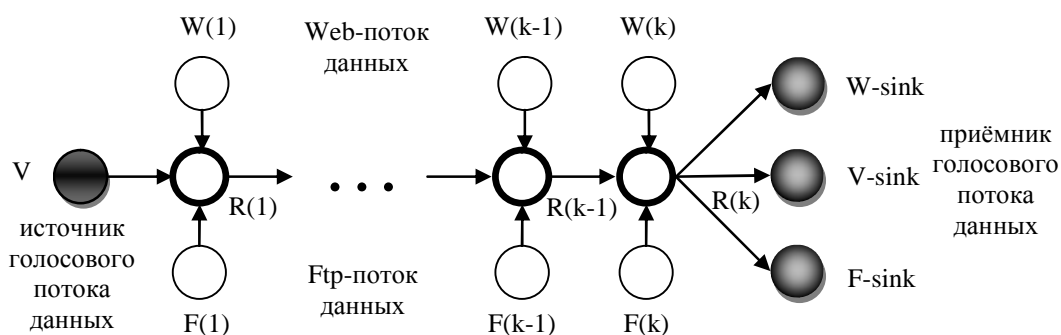 W(1)
Web-поток
данных
W(k-1)
W(k)
W-sink
V
R(1)
R(k-1)
R(k)
V-sink
приёмник
голосового
потока
данных
источник
голосового
потока
данных
F(1)
Ftp-поток
данных
F(k-1)
F(k)
F-sink